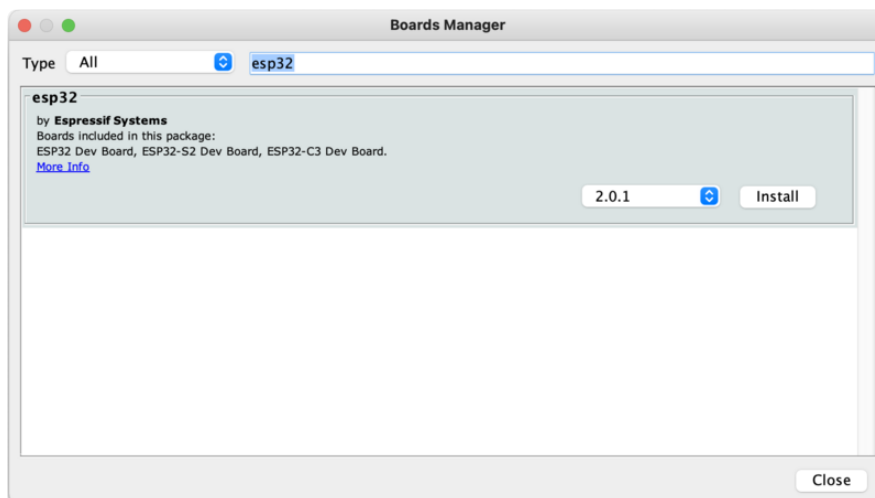 Boards Manager
Type All esp32
esp32
by Espressif Systems
Boards included in this package:
ESP32 Dev Board, ESP32-S2 Dev Board, ESP32-C3 Dev Board.
More Info
2.0.1 Install
Close